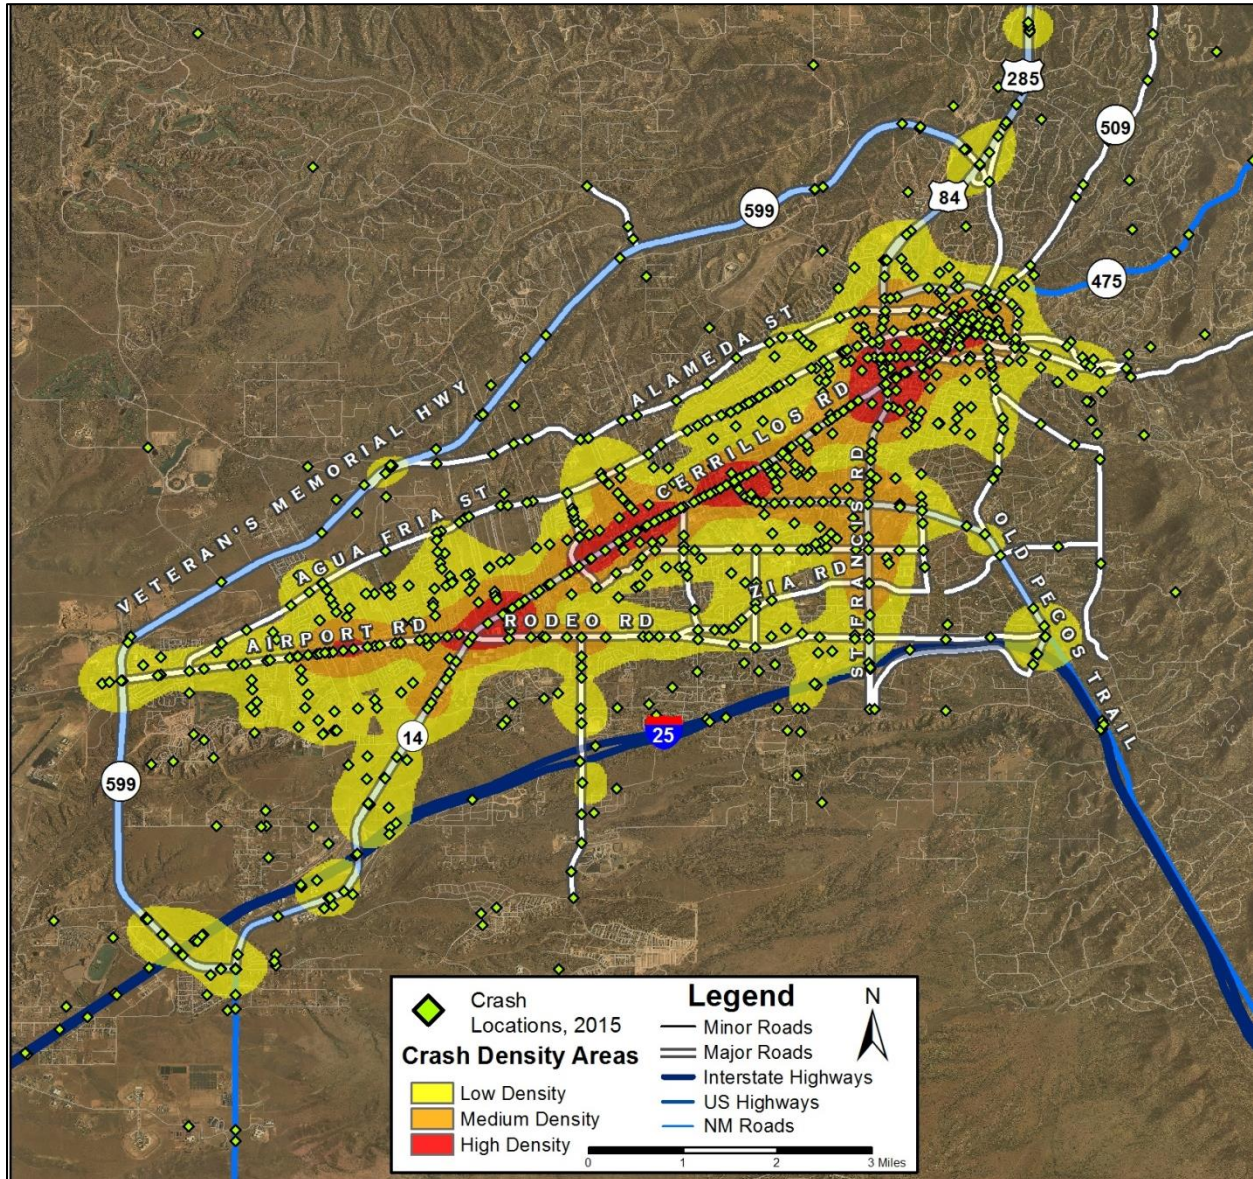 285
509
84
599
475
ALAMEDA ST
VETERAN'S MEMORIAL HWY
CERRILLOS RD
AGUA FRIA ST
ST FRANCIS RD
OLD PECOS TRAIL
ZIA RD
AIRPORT RD
RODEO RD
14
25
599
Crash
Locations, 2015
Crash Density Areas
Low Density
Medium Density
High Density
Legend
Minor Roads
Major Roads
Interstate Highways
US Highways
NM Roads
N
0 1 2 3 Miles